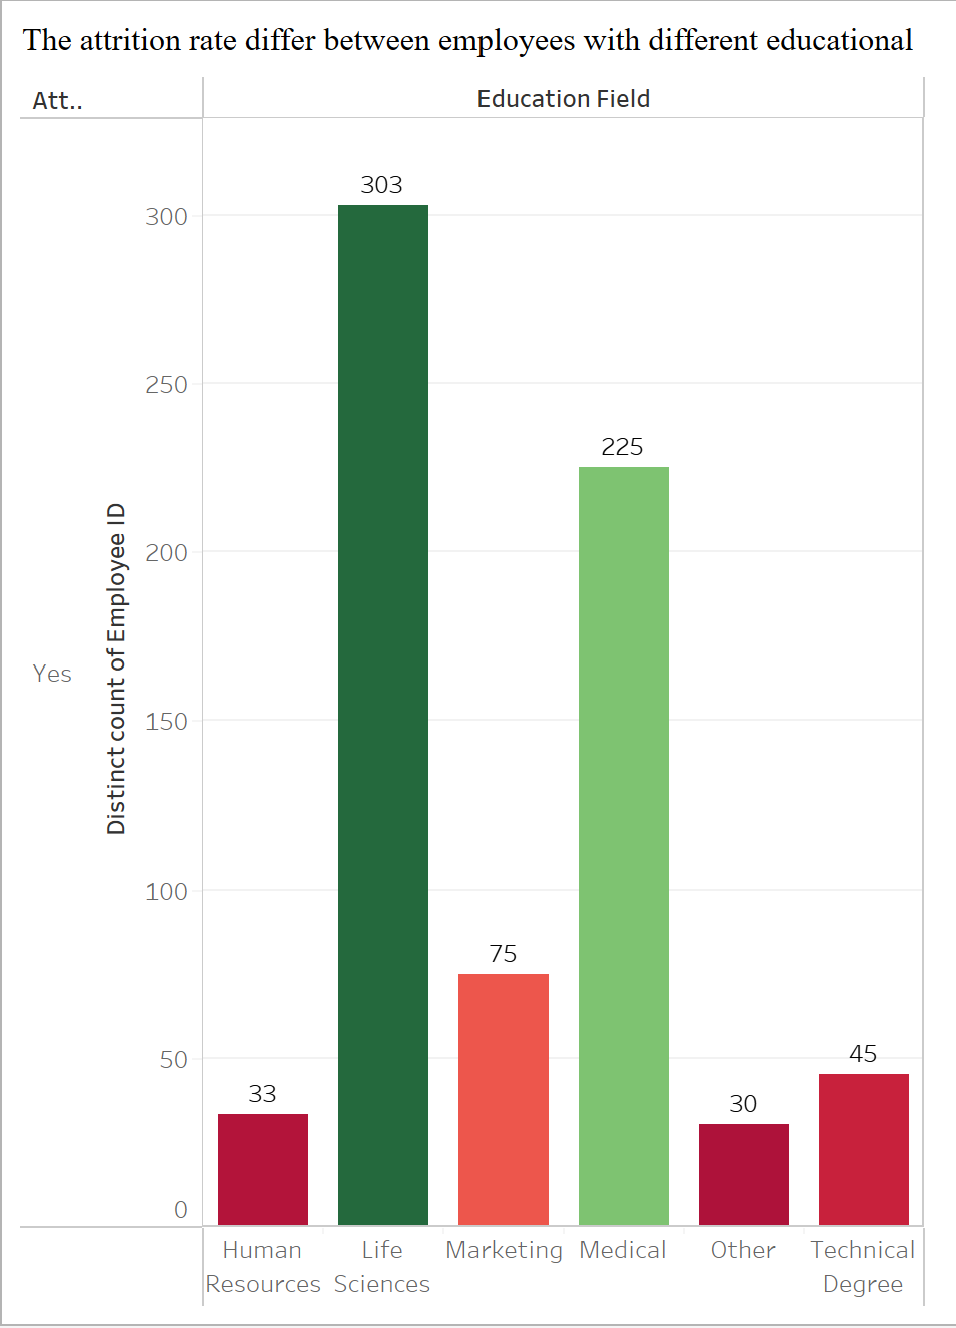 The attrition rate differ between employees with different educational
Att..
Education Field
303
300
250
225
200
Distinct count of Employee ID
Yes
150
100
75
50
45
33
30
0
Human Resources
Life Sciences
Marketing
Medical
Other
Technical Degree